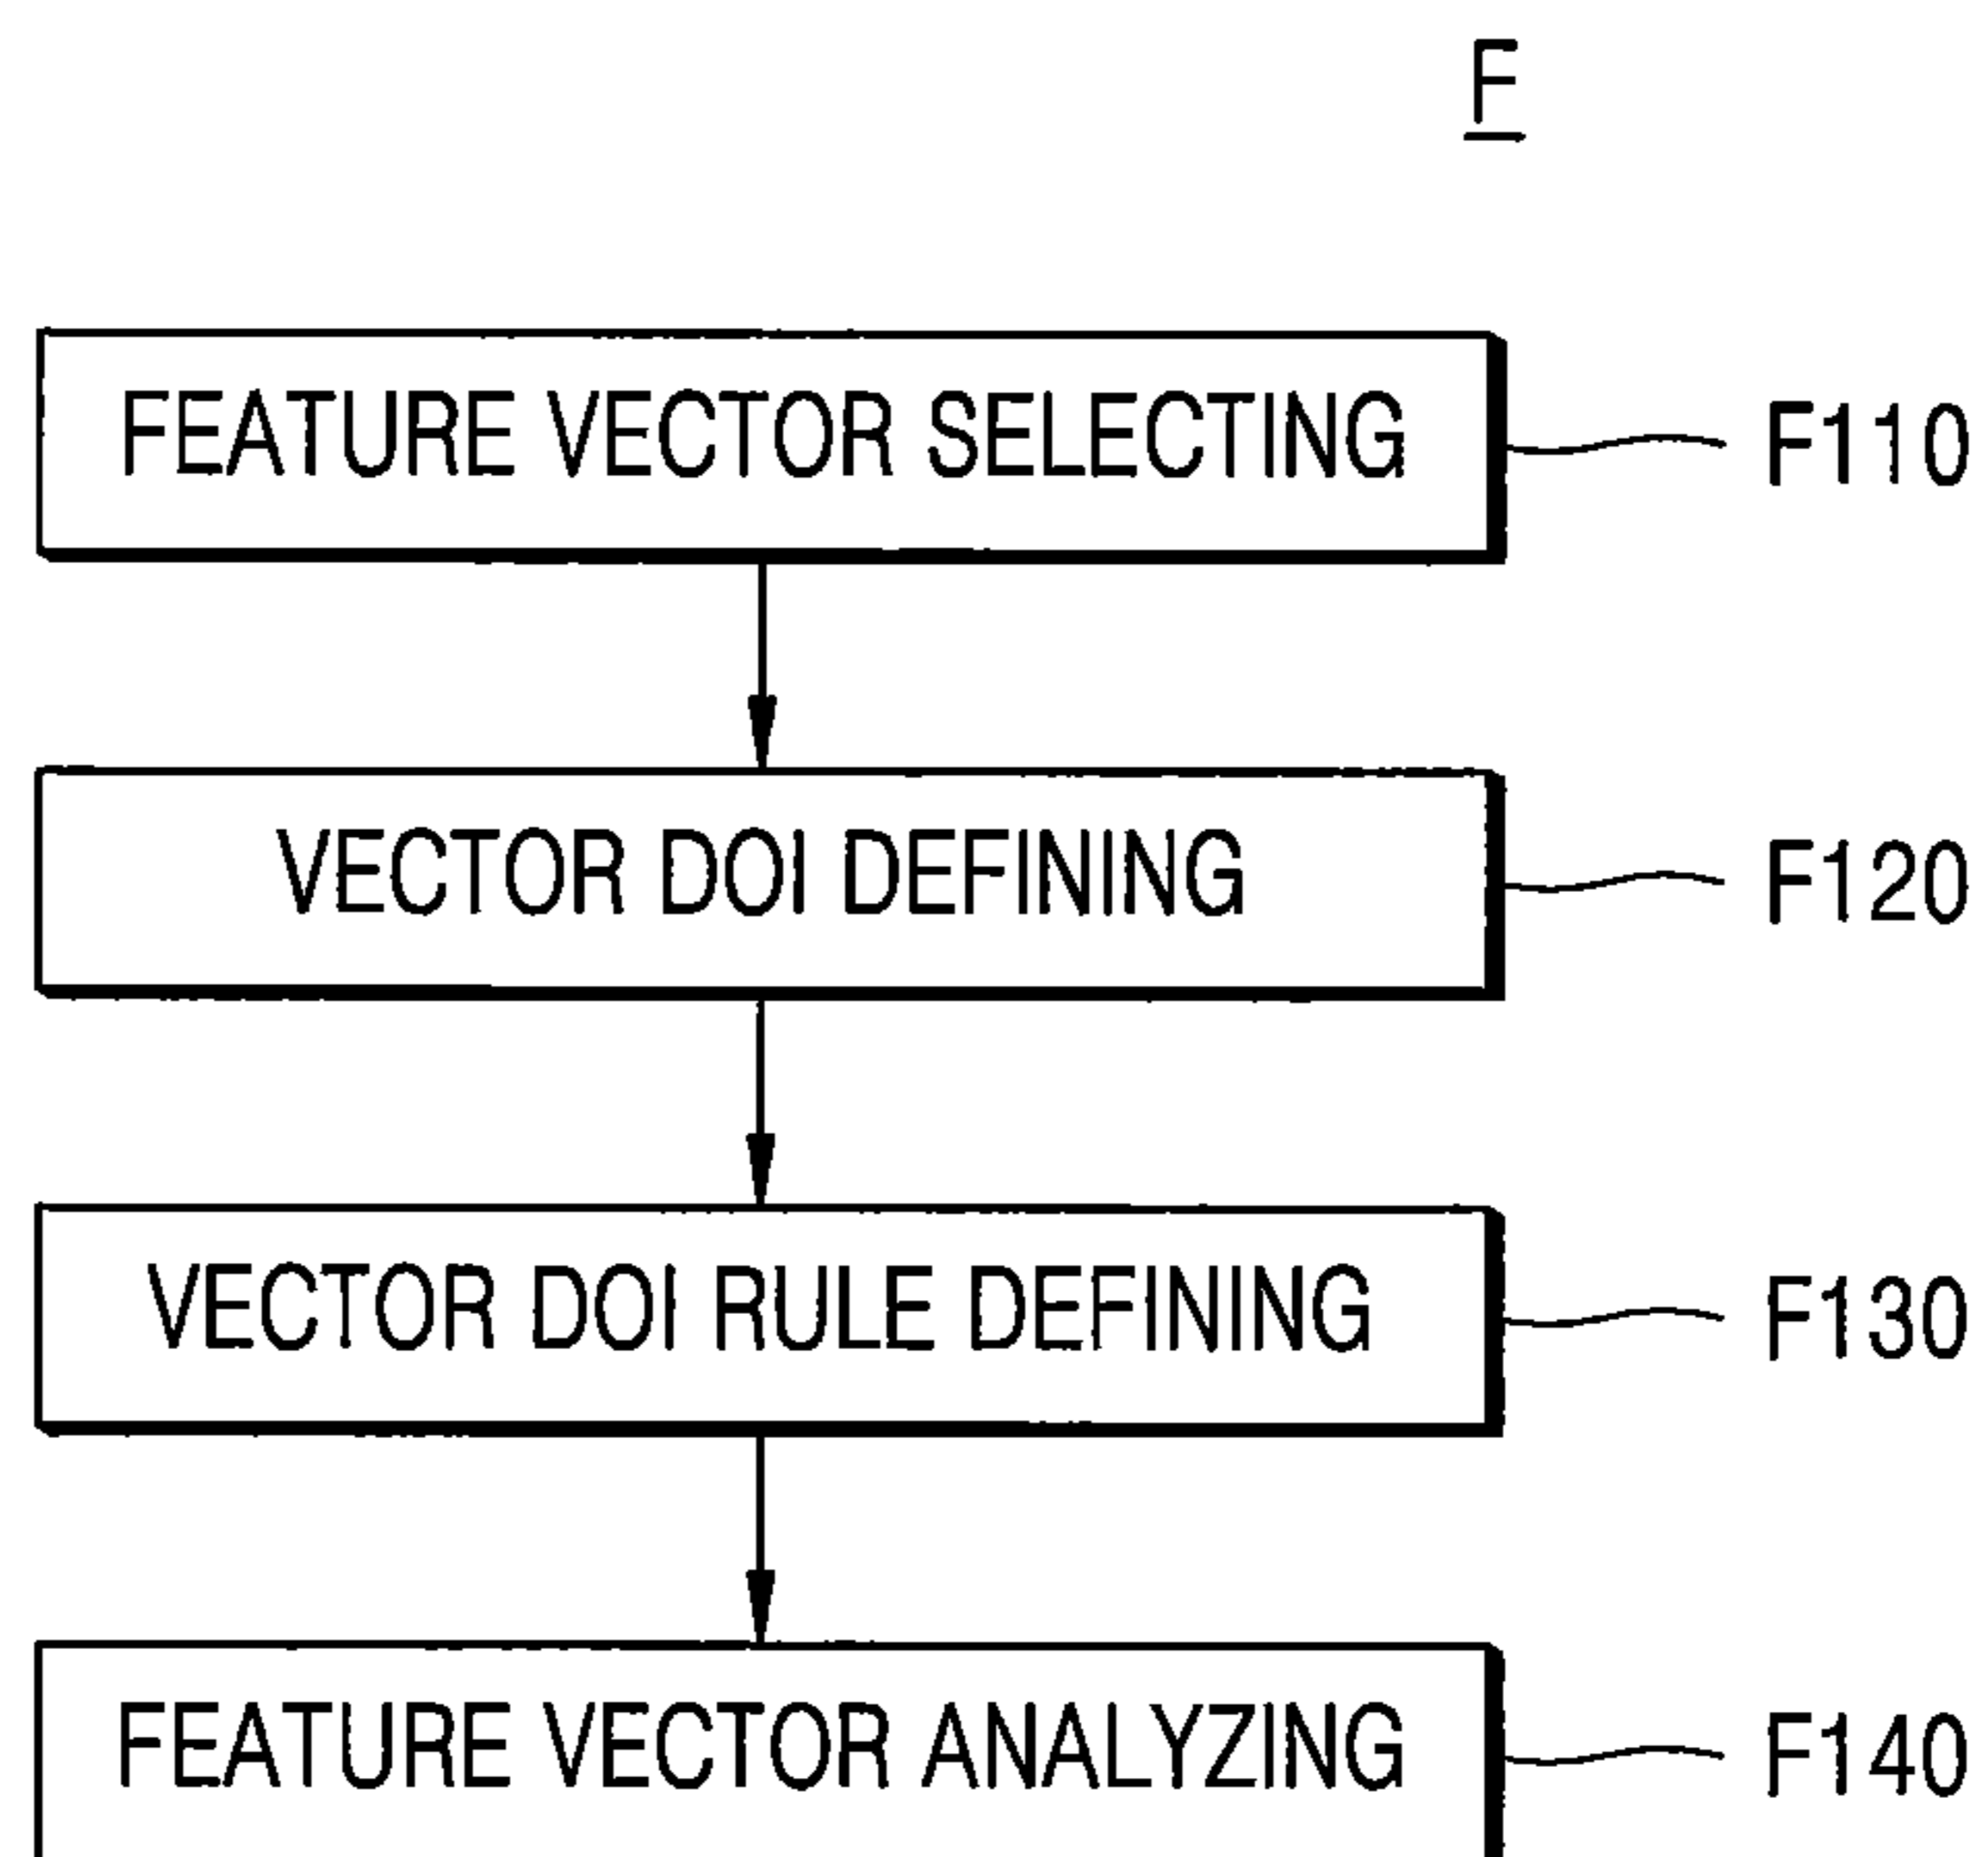 F
FEATURE VECTOR SELECTING
F110
VECTOR DOI DEFINING
F120
VECTOR DOI RULE DEFINING
F130
FEATURE VECTOR ANALYZING
F140